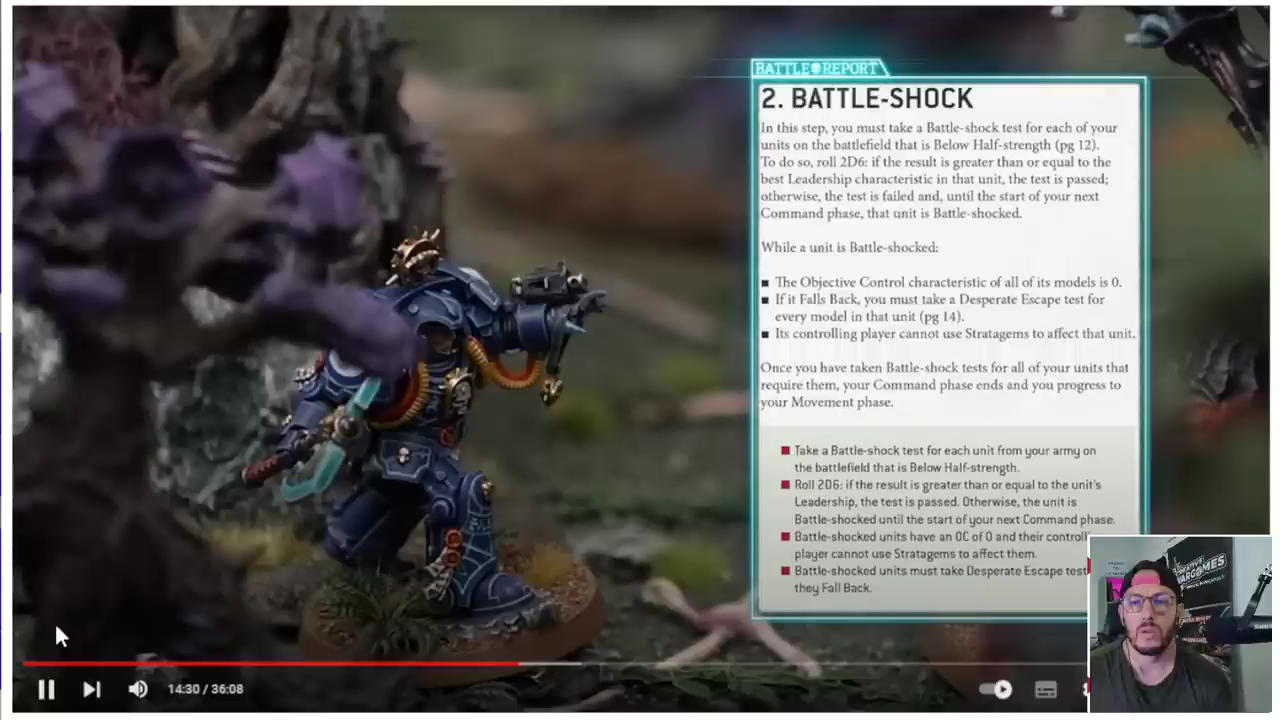 BATTLE REPORT
2. BATTLE-SHOCK
In this step, you must take a Battle-shock test for each of your
units on the battlefield that is Below Half-strength (pg 12).
To do so, roll 2D6: if the result is greater than or equal to the
best Leadership characteristic in that unit, the test is passed;
otherwise, the test is failed and, until the start of your next
Command phase, that unit is Battle-shocked.
While a unit is Battle-shocked:
■ The Objective Control characteristic of all of its models is 0.
■ If it Falls Back, you must take a Desperate Escape test for
every model in that unit (pg 14).
■ Its controlling player cannot use Stratagems to affect that unit.
Once you have taken Battle-shock tests for all of your units that
require them, your Command phase ends and you progress to
your Movement phase.
■ Take a Battle-shock test for each unit from your army on
the battlefield that is Below Half-strength.
■ Roll 2D6: if the result is greater than or equal to the unit's
Leadership, the test is passed. Otherwise, the unit is
Battle-shocked until the start of your next Command phase.
■ Battle-shocked units have an OC of 0 and their controll
player cannot use Stratagems to affect them.
■ Battle-shocked units must take Desperate Escape test
they Fall Back.
CREATIVE
WARGAMES
14:30 / 36:08